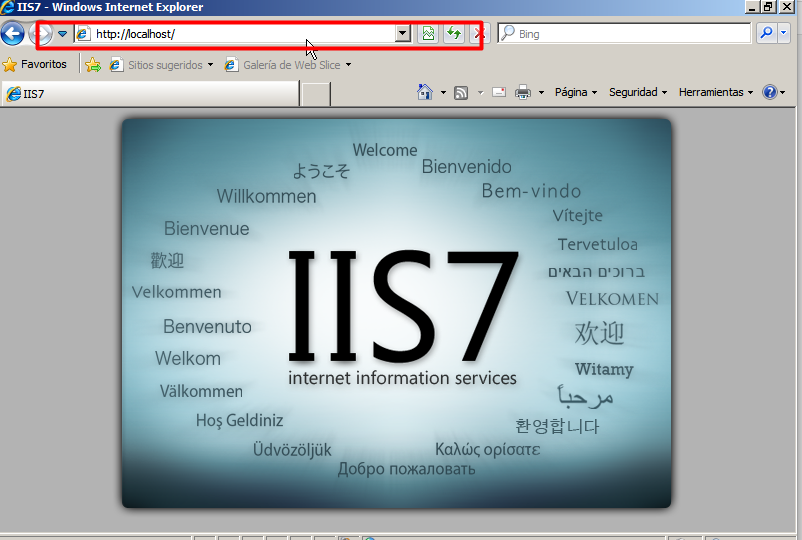 IIS7 - Windows Internet Explorer
http://localhost/
Bing
Favoritos
Sitios sugeridos
Galería de Web Slice
IIS7
Página
Seguridad
Herramientas
Welcome
ようこそ
Bienvenido
Willkommen
Bem-vindo
Vítejte
Bienvenue
Tervetuloa
歡迎
ברוכים הבאים
Velkommen
VELKOMEN
IIS7
Benvenuto
欢迎
Welkom
Witamy
internet information services
Välkommen
مرحباً
Hoş Geldiniz
환영합니다
Üdvözöljük
Καλώς ορίσατε
Добро пожаловать